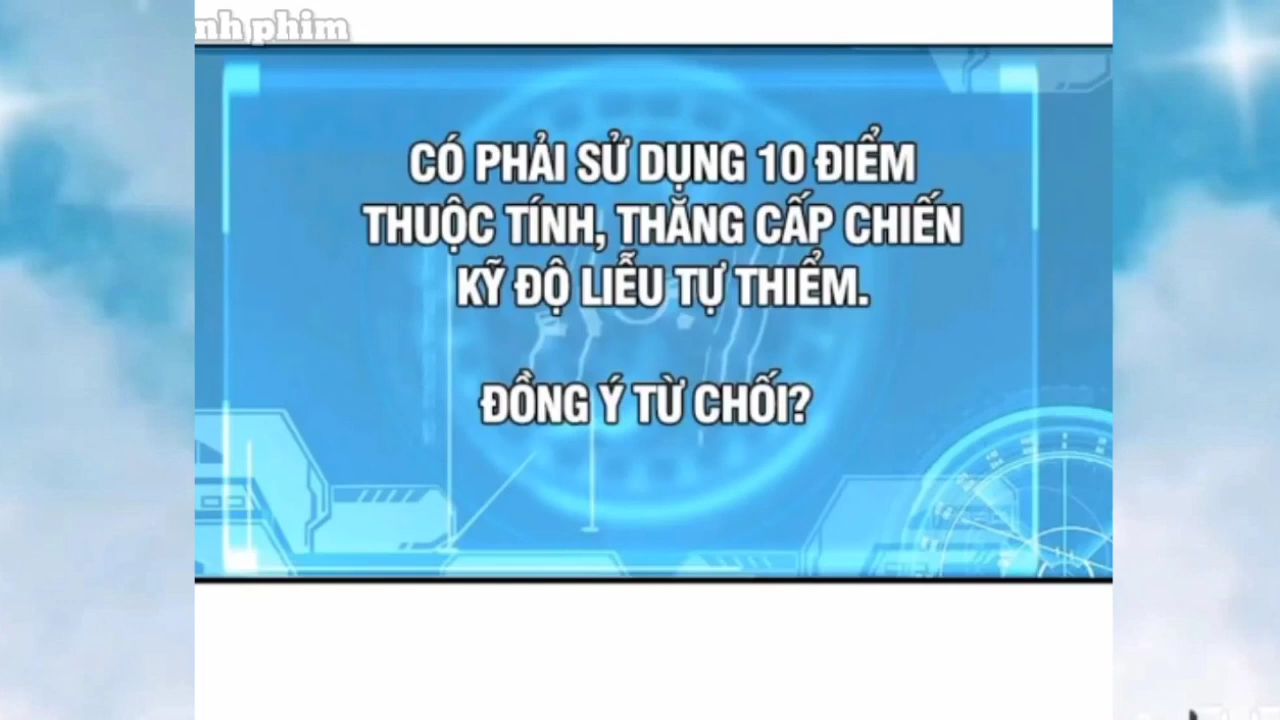 nh phim
CÓ PHẢI SỬ DỤNG 10 ĐIỂM
THUỘC TÍNH, THĂNG CẤP CHIẾN
KỸ ĐỘ LIỄU TỰ THIỂM.
ĐỒNG Ý TỪ CHỐI?